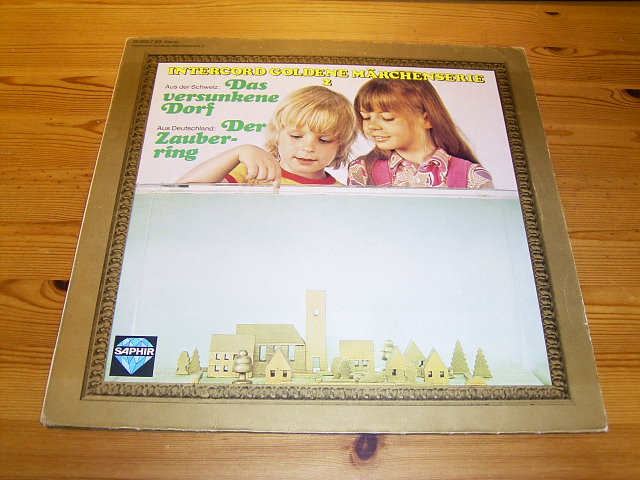 INTERCORD GOLDENE MÄRCHENSERIE
2
Aus der Schweiz: Das
versunkene
Dorf
Aus Deutschland: Der
Zauber-
ring
SAPHIR